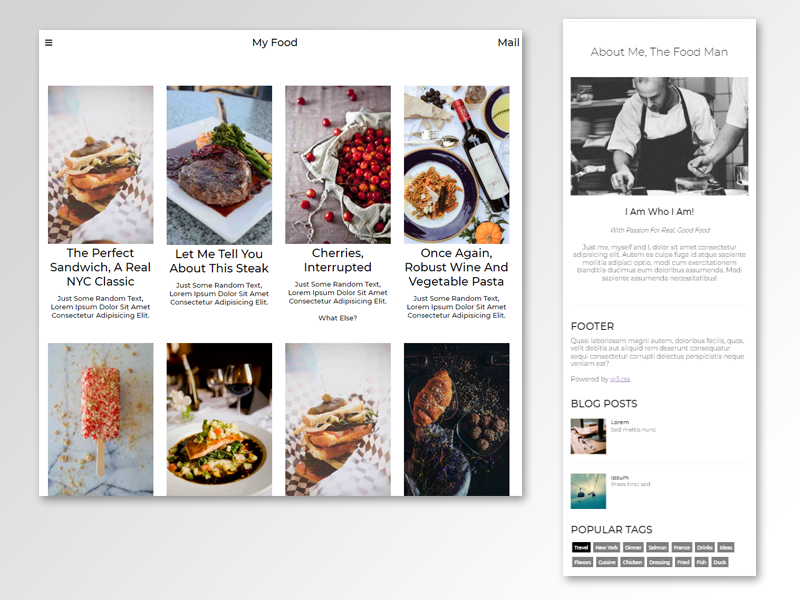 ≡ My Food Mail
The Perfect
Sandwich, A Real
NYC Classic
Just Some Random Text,
Lorem Ipsum Dolor Sit Amet
Consectetur Adipisicing Elit.
Let Me Tell You
About This Steak
Just Some Random Text,
Lorem Ipsum Dolor Sit Amet
Consectetur Adipisicing Elit.
Cherries,
Interrupted
Just Some Random Text,
Lorem Ipsum Dolor Sit Amet
Consectetur Adipisicing Elit.
What Else?
Once Again,
Robust Wine And
Vegetable Pasta
Just Some Random Text,
Lorem Ipsum Dolor Sit Amet
Consectetur Adipisicing Elit.
About Me, The Food Man
I Am Who I Am!
With Passion For Real, Good Food
Just me, myself and I, dolor sit amet consectetur
adipisicing elit. Autem ea culpa fuga id atque sapiente
mollitia adipisci optio, modi cum exercitationem
blanditiis ducimus eum doloribus assumenda. Modi
sapiente assumenda necessitatibus!
FOOTER
Quasi laboriosam magni autem, doloribus facilis, quos,
velit debitis aut aliquid rem deserunt consequatur
sequi consectetur corrupti delectus perspiciatis neque
veniam est?
Powered by w3.css
BLOG POSTS
Lorem
Sed mattis nunc
Ipsum
Praes tinci sed
POPULAR TAGS
Travel New York Dinner Salmon France Drinks Ideas
Flavors Cuisine Chicken Dressing Fried Fish Duck